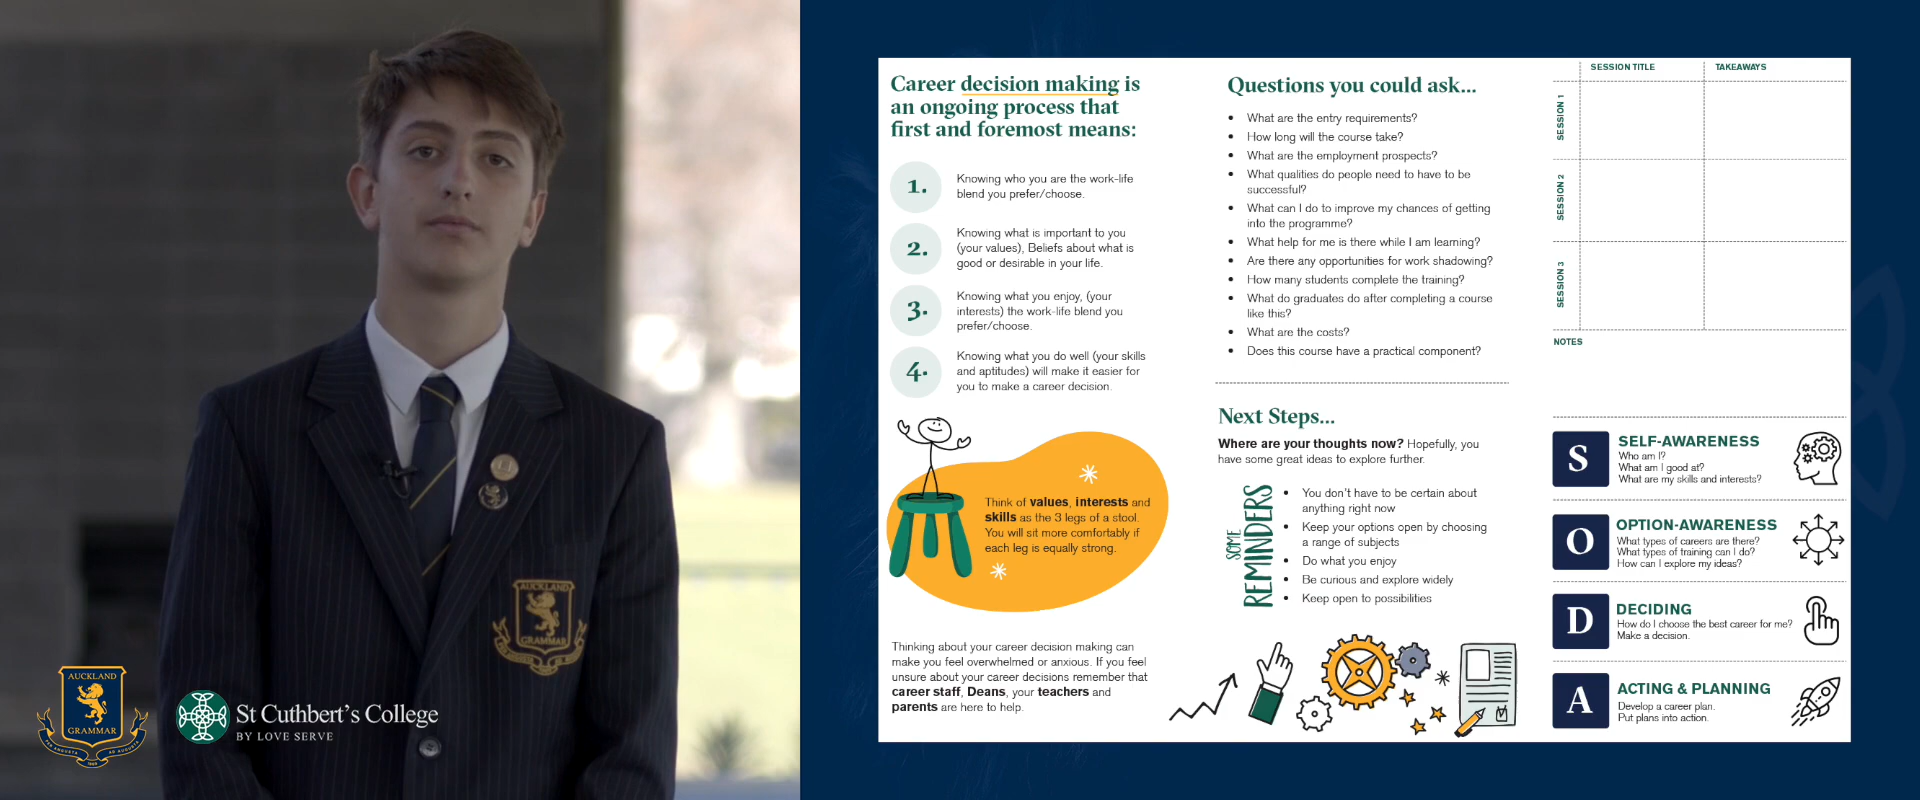 AUCKLAND
GRAMMAR
AUCKLAND
GRAMMAR
PER ANGUSTA
AD AUGUSTA
1869
St Cuthbert's College
BY LOVE SERVE
Career decision making is
an ongoing process that
first and foremost means:
1.
Knowing who you are the work-life
blend you prefer/choose.
2.
Knowing what is important to you
(your values), Beliefs about what is
good or desirable in your life.
3.
Knowing what you enjoy, (your
interests) the work-life blend you
prefer/choose.
4.
Knowing what you do well (your skills
and aptitudes) will make it easier for
you to make a career decision.
Think of values, interests and
skills as the 3 legs of a stool.
You will sit more comfortably if
each leg is equally strong.
Thinking about your career decision making can
make you feel overwhelmed or anxious. If you feel
unsure about your career decisions remember that
career staff, Deans, your teachers and
parents are here to help.
Questions you could ask...
• What are the entry requirements?
• How long will the course take?
• What are the employment prospects?
• What qualities do people need to have to be
successful?
• What can I do to improve my chances of getting
into the programme?
• What help for me is there while I am learning?
• Are there any opportunities for work shadowing?
• How many students complete the training?
• What do graduates do after completing a course
like this?
• What are the costs?
• Does this course have a practical component?
Next Steps...
Where are your thoughts now? Hopefully, you
have some great ideas to explore further.
SOME
REMINDERS
• You don't have to be certain about
anything right now
• Keep your options open by choosing
a range of subjects
• Do what you enjoy
• Be curious and explore widely
• Keep open to possibilities
SESSION TITLE
TAKEAWAYS
SESSION 1
SESSION 2
SESSION 3
NOTES
S
SELF-AWARENESS
Who am I?
What am I good at?
What are my skills and interests?
O
OPTION-AWARENESS
What types of careers are there?
What types of training can I do?
How can I explore my ideas?
D
DECIDING
How do I choose the best career for me?
Make a decision.
A
ACTING & PLANNING
Develop a career plan.
Put plans into action.